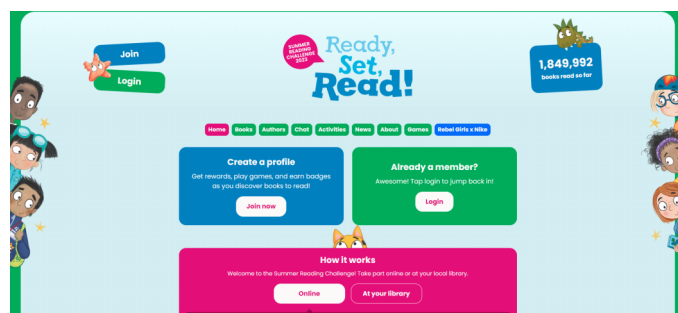 Join
Login
SUMMER
READING
CHALLENGE
2023
Ready,
Set,
Read!
1,849,992
books read so far
Home Books Authors Chat Activities News About Games Rebel Girls x Nike
Create a profile
Get rewards, play games, and earn badges
as you discover books to read!
Join now
Already a member?
Awesome! Tap login to jump back in!
Login
How it works
Welcome to the Summer Reading Challenge! Take part online or at your local library.
Online At your library